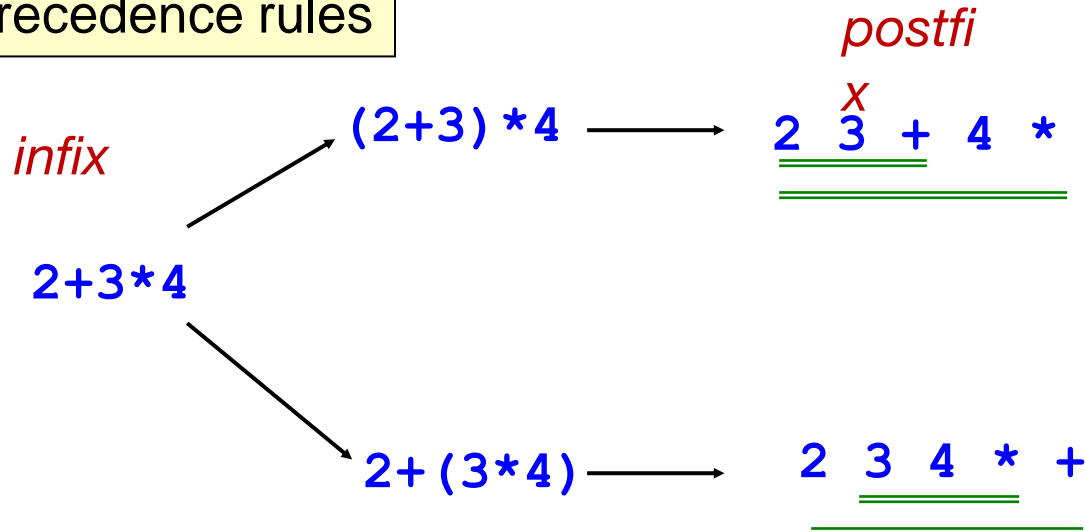 recedence rules
postfi
x
infix
(2+3)*4
2 3 + 4 *
2+3*4
2+(3*4)
2 3 4 * +